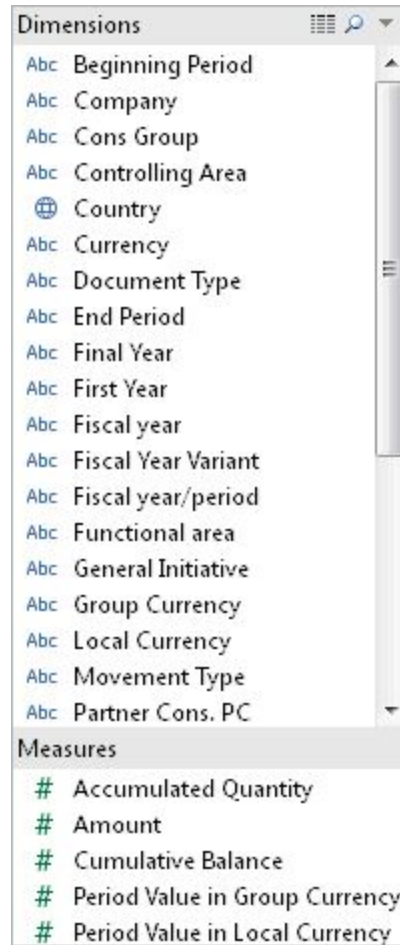 Dimensions
Abc Beginning Period
Abc Company
Abc Cons Group
Abc Controlling Area
Country
Abc Currency
Abc Document Type
Abc End Period
Abc Final Year
Abc First Year
Abc Fiscal year
Abc Fiscal Year Variant
Abc Fiscal year/period
Abc Functional area
Abc General Initiative
Abc Group Currency
Abc Local Currency
Abc Movement Type
Abc Partner Cons. PC
Measures
# Accumulated Quantity
# Amount
# Cumulative Balance
# Period Value in Group Currency
# Period Value in Local Currency